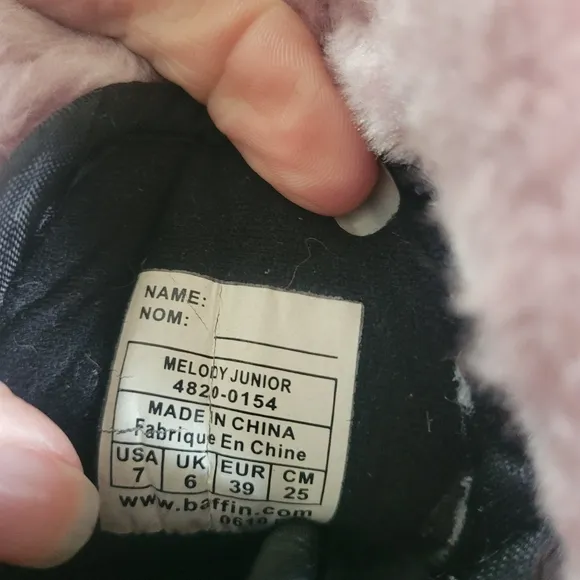 NAME:
NOM:
MELODY JUNIOR
4820-0154
MADE IN CHINA
Fabrique En Chine
USA UK EUR CM
7 6 39 25
www.baffin.com